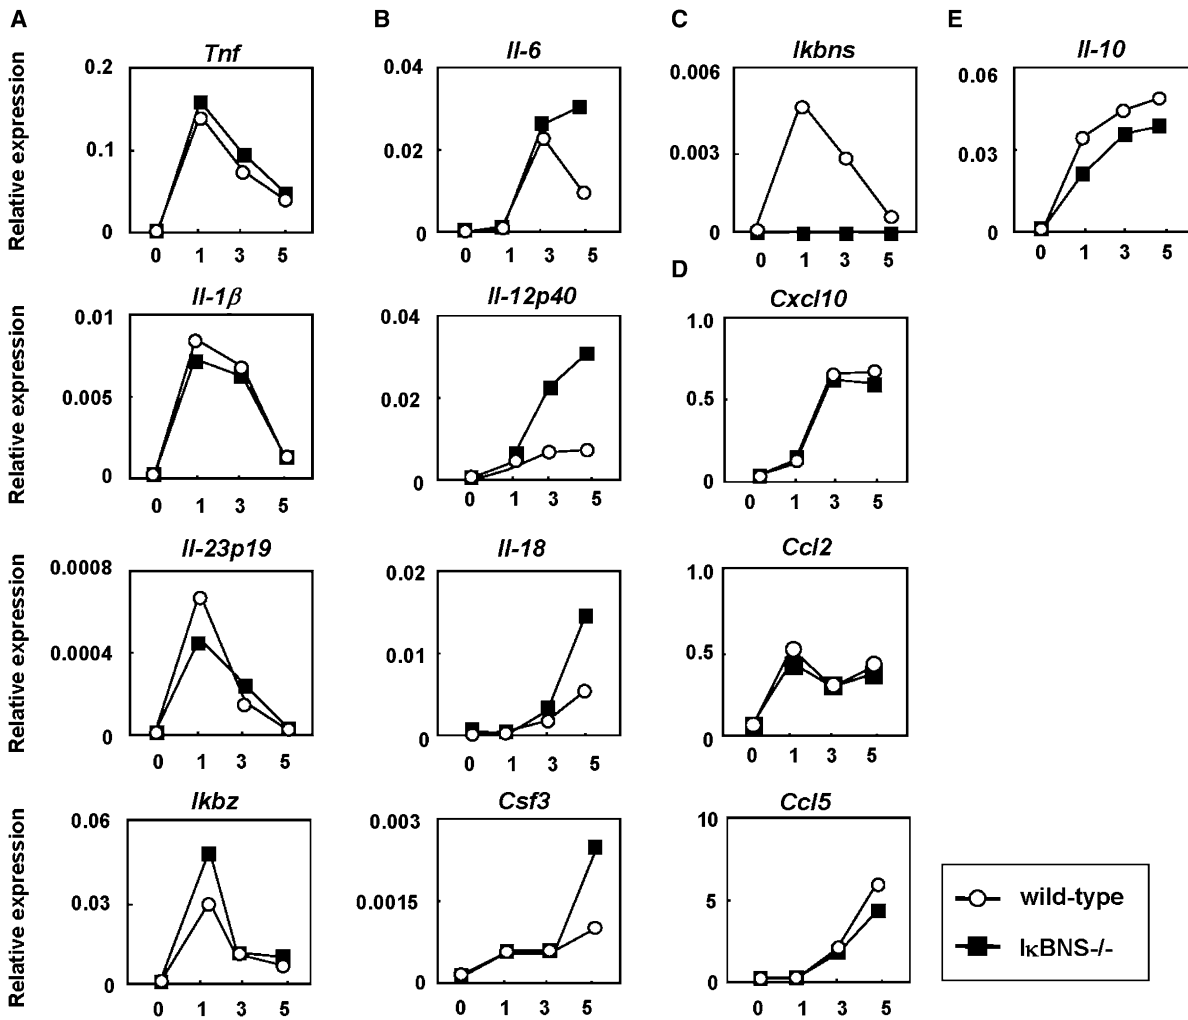 A
B
C
E
Tnf
Il-6
Ikbns
Il-10
Relative expression
0.2
0.1
0
0 1 3 5
0.04
0.02
0
0 1 3 5
0.006
0.003
0
0 1 3 5
0.06
0.03
0
0 1 3 5
D
Il-1β
Il-12p40
Cxcl10
Relative expression
0.01
0.005
0
0 1 3 5
0.04
0.02
0
0 1 3 5
1.0
0.5
0
0 1 3 5
Il-23p19
Il-18
Ccl2
Relative expression
0.0008
0.0004
0
0 1 3 5
0.02
0.01
0
0 1 3 5
1.0
0.5
0
0 1 3 5
Ikbz
Csf3
Ccl5
Relative expression
0.06
0.03
0
0 1 3 5
0.003
0.0015
0
0 1 3 5
10
5
0
0 1 3 5
wild-type
IκBNS-/-